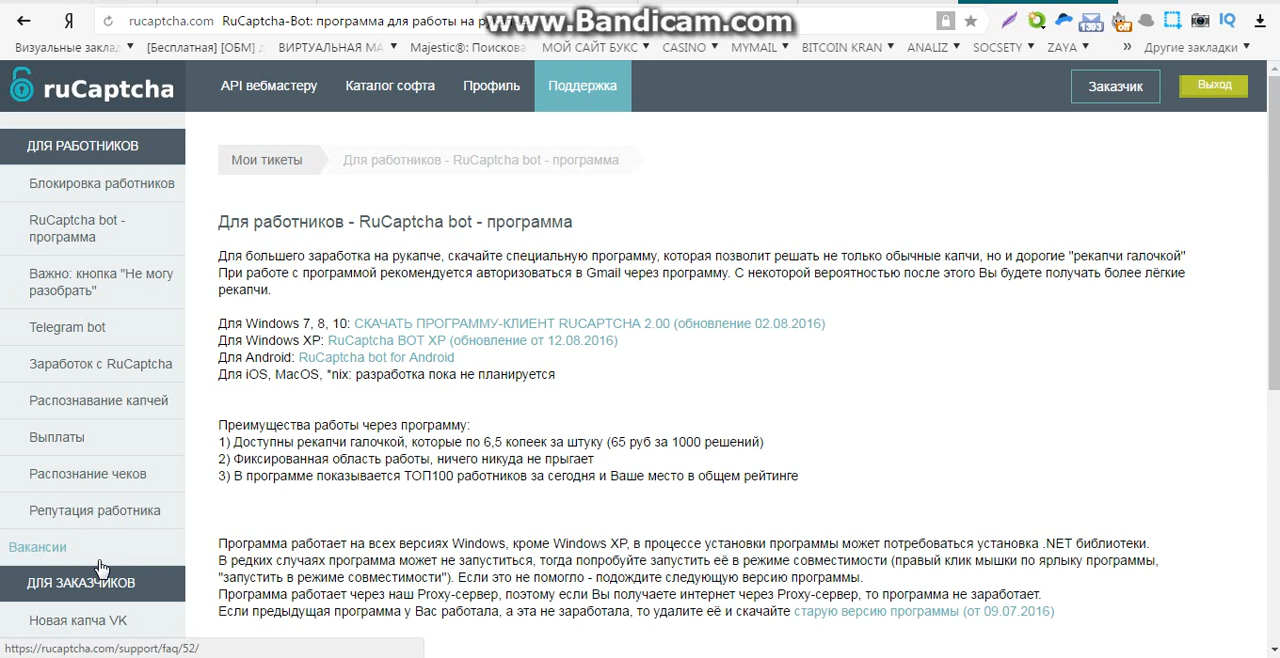 Я rucaptcha.com RuCaptcha-Bot: программа для работы на
www.Bandicam.com
Визуальные заклад [Бесплатная] [ОБМ] ВИРТУАЛЬНАЯ МА Majestic®: Поискова МОЙ САЙТ БУКС CASINO MYMAIL BITCOIN KRAN ANALIZ SOCSETY ZAYA » Другие закладки
ruCaptcha API вебмастеру Каталог софта Профиль Поддержка Заказчик Выход
ДЛЯ РАБОТНИКОВ
Блокировка работников
RuCaptcha bot -
программа
Важно: кнопка "Не могу
разобрать"
Telegram bot
Заработок с RuCaptcha
Распознавание капчей
Выплаты
Распознание чеков
Репутация работника
Вакансии
ДЛЯ ЗАКАЗЧИКОВ
Новая капча VK
https://rucaptcha.com/support/faq/52/
Мои тикеты Для работников - RuCaptcha bot - программа
Для работников - RuCaptcha bot - программа
Для большего заработка на рукапче, скачайте специальную программу, которая позволит решать не только обычные капчи, но и дорогие "рекапчи галочкой"
При работе с программой рекомендуется авторизоваться в Gmail через программу. С некоторой вероятностью после этого Вы будете получать более лёгкие
рекапчи.
Для Windows 7, 8, 10: СКАЧАТЬ ПРОГРАММУ-КЛИЕНТ RUCAPTCHA 2.00 (обновление 02.08.2016)
Для Windows XP: RuCaptcha BOT XP (обновление от 12.08.2016)
Для Android: RuCaptcha bot for Android
Для iOS, MacOS, *nix: разработка пока не планируется
Преимущества работы через программу:
1) Доступны рекапчи галочкой, которые по 6,5 копеек за штуку (65 руб за 1000 решений)
2) Фиксированная область работы, ничего никуда не прыгает
3) В программе показывается ТОП100 работников за сегодня и Ваше место в общем рейтинге
Программа работает на всех версиях Windows, кроме Windows XP, в процессе установки программы может потребоваться установка .NET библиотеки.
В редких случаях программа может не запуститься, тогда попробуйте запустить её в режиме совместимости (правый клик мышки по ярлыку программы,
"запустить в режиме совместимости"). Если это не помогло - подождите следующую версию программы.
Программа работает через наш Proxy-сервер, поэтому если Вы получаете интернет через Proxy-сервер, то программа не заработает.
Если предыдущая программа у Вас работала, а эта не заработала, то удалите её и скачайте старую версию программы (от 09.07.2016)